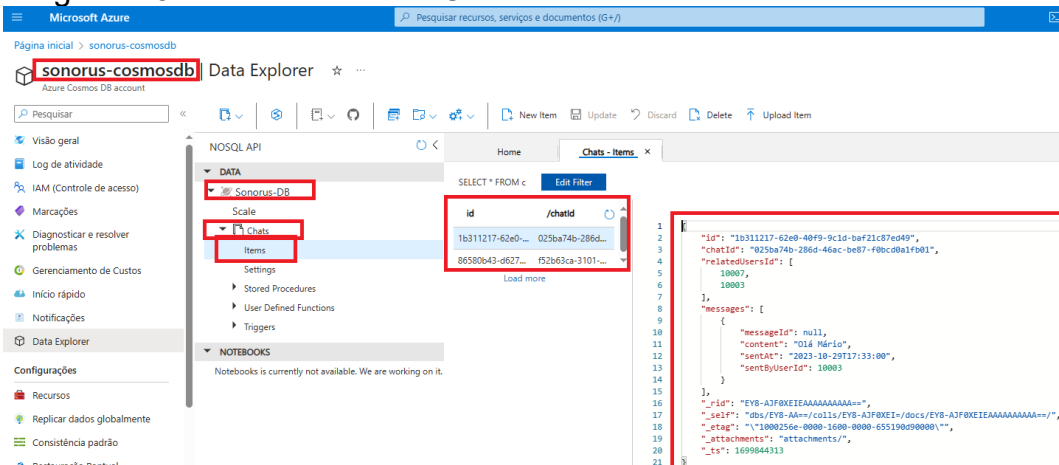 Microsoft Azure
Pesquisar recursos, serviços e documentos (G+/)
Página inicial > sonorus-cosmosdb
sonorus-cosmosdb | Data Explorer
Azure Cosmos DB account
Pesquisar
New Item Update Discard Delete Upload Item
Visão geral
Log de atividade
IAM (Controle de acesso)
Marcações
Diagnosticar e resolver
problemas
Gerenciamento de Custos
Início rápido
Notificações
Data Explorer
Configurações
Recursos
Replicar dados globalmente
Consistência padrão
NOSQL API
DATA
Sonorus-DB
Scale
Chats
Items
Settings
Stored Procedures
User Defined Functions
Triggers
NOTEBOOKS
Notebooks is currently not available. We are working on it.
Home Chats - Items ×
SELECT * FROM c Edit Filter
id /chatId
1b311217-62e0-... 025ba74b-286d...
86580b43-d627... f52b63ca-3101-...
Load more
1 {
2 "id": "1b311217-62e0-40f9-9c1d-baf21c87ed49",
3 "chatId": "025ba74b-286d-46ac-be87-f0bcd0a1fb01",
4 "relatedUsersId": [
5 10007,
6 10003
7 ],
8 "messages": [
9 {
10 "messageId": null,
11 "content": "Olá Mário",
12 "sentAt": "2023-10-29T17:33:00",
13 "sentByUserId": 10003
14 }
15 ],
16 "_rid": "EY8-AJF0XEIEAAAAAAAAAA==",
17 "_self": "dbs/EY8-AA==/colls/EY8-AJF0XEI=/docs/EY8-AJF0XEIEAAAAAAAAAA==/",
18 "_etag": "\"1000256e-0000-1600-0000-655190d90000\"",
19 "_attachments": "attachments/",
20 "_ts": 1699844313
21 }